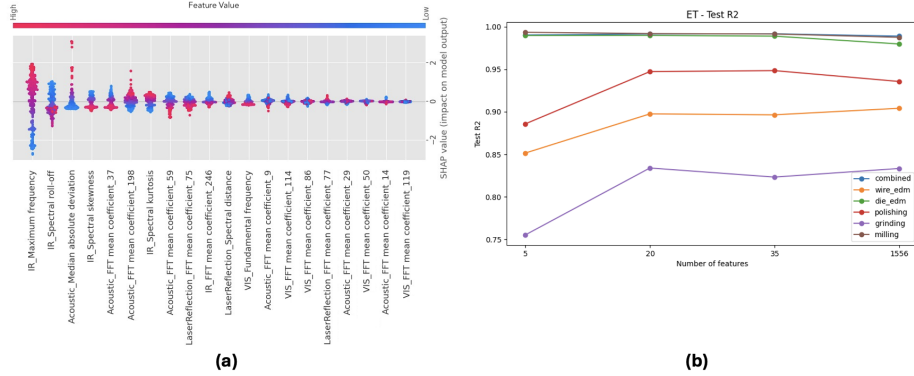 Feature Value
High
Low
2
0
−2
SHAP value (impact on model output)
IR_Maximum frequency
IR_Spectral roll-off
Acoustic_Median absolute deviation
IR_Spectral skewness
Acoustic_FFT mean coefficient_37
Acoustic_FFT mean coefficient_198
IR_Spectral kurtosis
Acoustic_FFT mean coefficient_59
LaserReflection_FFT mean coefficient_75
IR_FFT mean coefficient_246
LaserReflection_Spectral distance
VIS_Fundamental frequency
Acoustic_FFT mean coefficient_9
VIS_FFT mean coefficient_114
VIS_FFT mean coefficient_86
LaserReflection_FFT mean coefficient_77
Acoustic_FFT mean coefficient_29
VIS_FFT mean coefficient_50
Acoustic_FFT mean coefficient_14
VIS_FFT mean coefficient_119
(a)
ET - Test R2
Test R2
1.00
0.95
0.90
0.85
0.80
0.75
combined
wire_edm
die_edm
polishing
grinding
milling
5
20
35
1556
Number of features
(b)